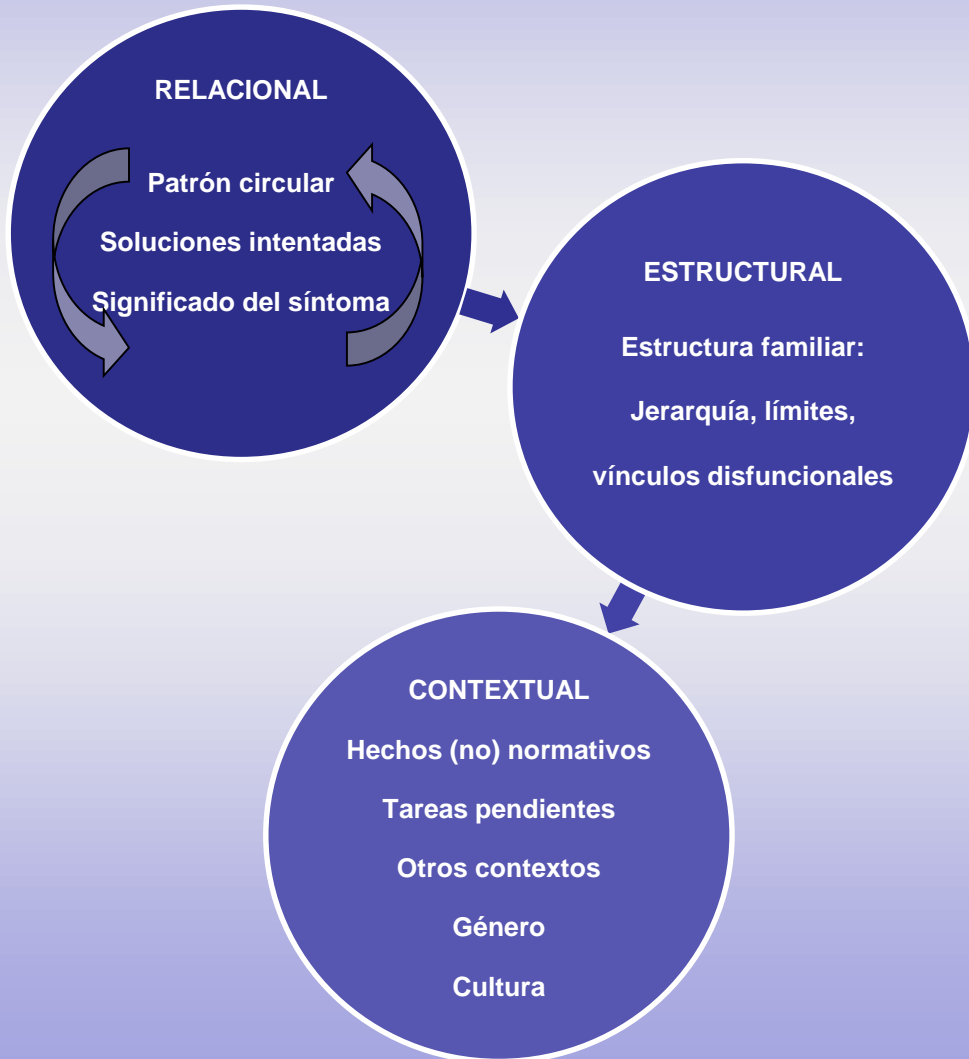 RELACIONAL
Patrón circular
Soluciones intentadas
Significado del síntoma
ESTRUCTURAL
Estructura familiar:
Jerarquía, límites,
vínculos disfuncionales
CONTEXTUAL
Hechos (no) normativos
Tareas pendientes
Otros contextos
Género
Cultura